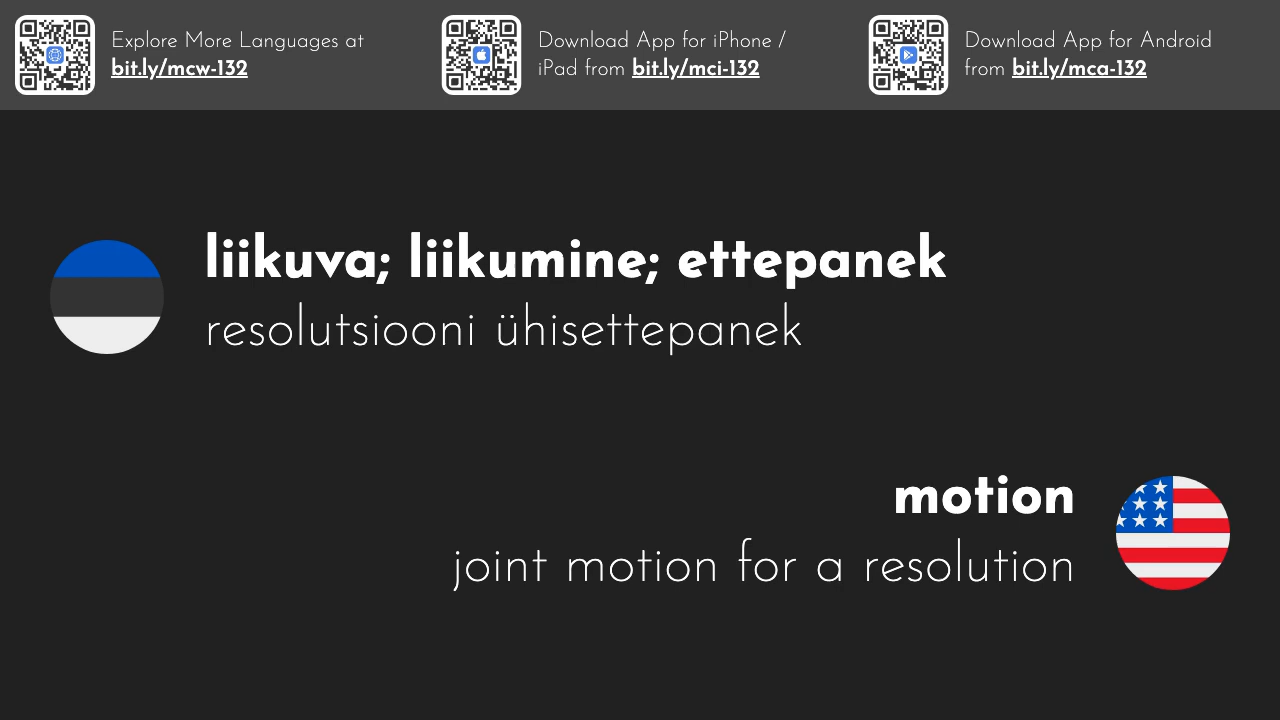 Explore More Languages at
bit.ly/mcw-132
Download App for iPhone /
iPad from bit.ly/mci-132
Download App for Android
from bit.ly/mca-132
liikuva; liikumine; ettepanek
resolutsiooni ühisettepanek
motion
joint motion for a resolution